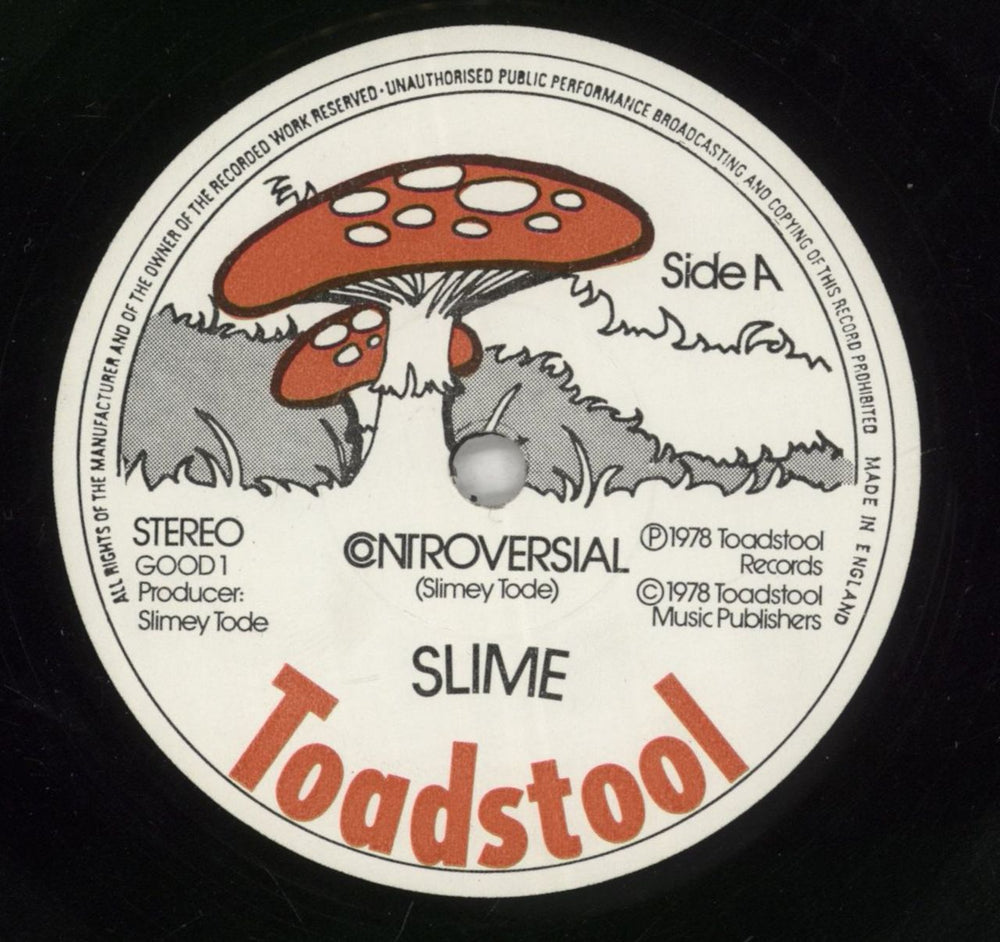 ALL RIGHTS OF THE MANUFACTURER AND OF THE OWNER OF THE RECORDED WORK RESERVED · UNAUTHORISED PUBLIC PERFORMANCE BROADCASTING AND COPYING OF THIS RECORD PROHIBITED MADE IN ENGLAND
Side A
STEREO
GOOD 1
Producer:
Slimey Tode
CONTROVERSIAL
(Slimey Tode)
Ⓟ1978 Toadstool
Records
©1978 Toadstool
Music Publishers
SLIME
Toadstool